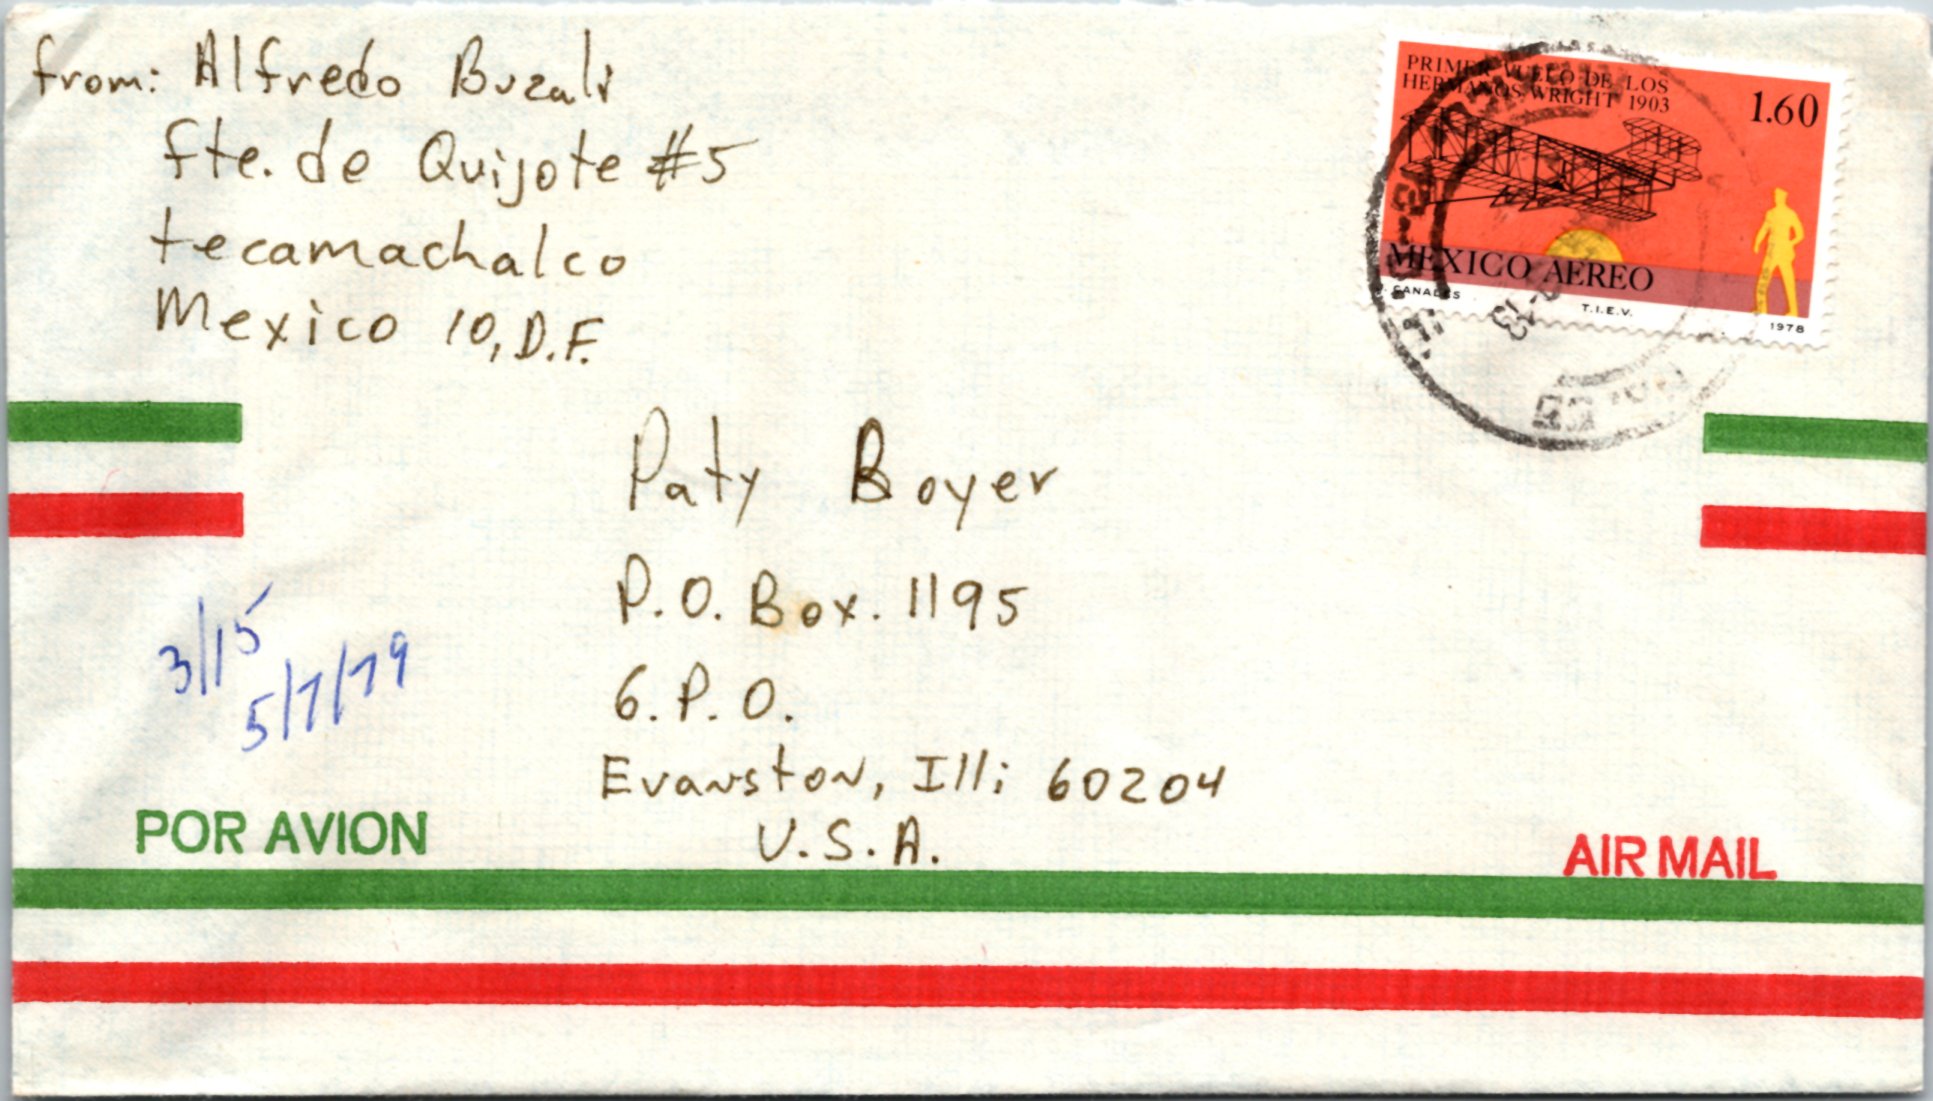 from: Alfredo Buzali
fte. de Quijote #5
tecamachalco
Mexico 10, D.F.
PRIMER VUELO DE LOS
HERMANOS WRIGHT 1903
1.60
MEXICO AEREO
CANALES T.I.E.V. 1978
Paty Boyer
P.O. Box. 1195
G.P.O.
Evanston, Illi 60204
U.S.A.
3/15
5/7/79
POR AVION
AIR MAIL